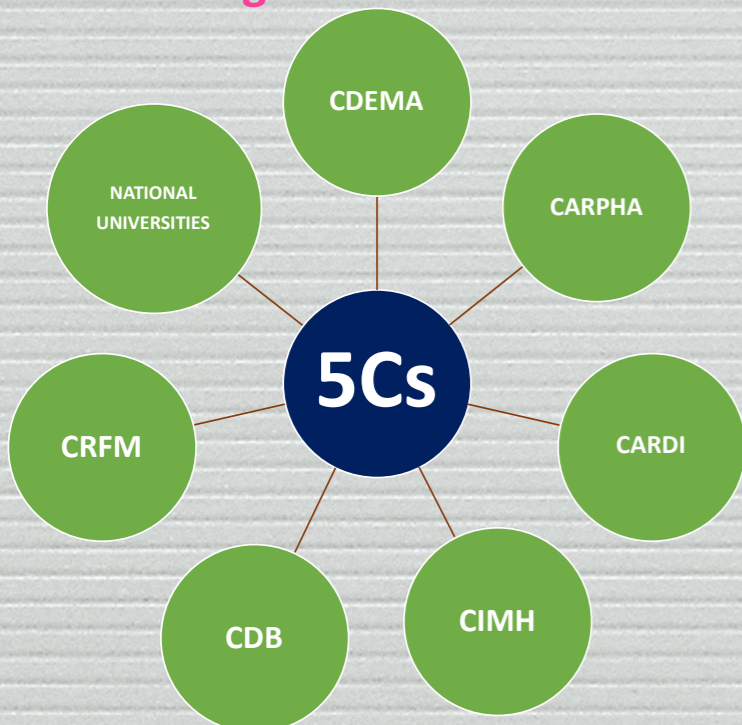 CDEMA
NATIONAL
UNIVERSITIES
CARPHA
5Cs
CRFM
CARDI
CDB
CIMH